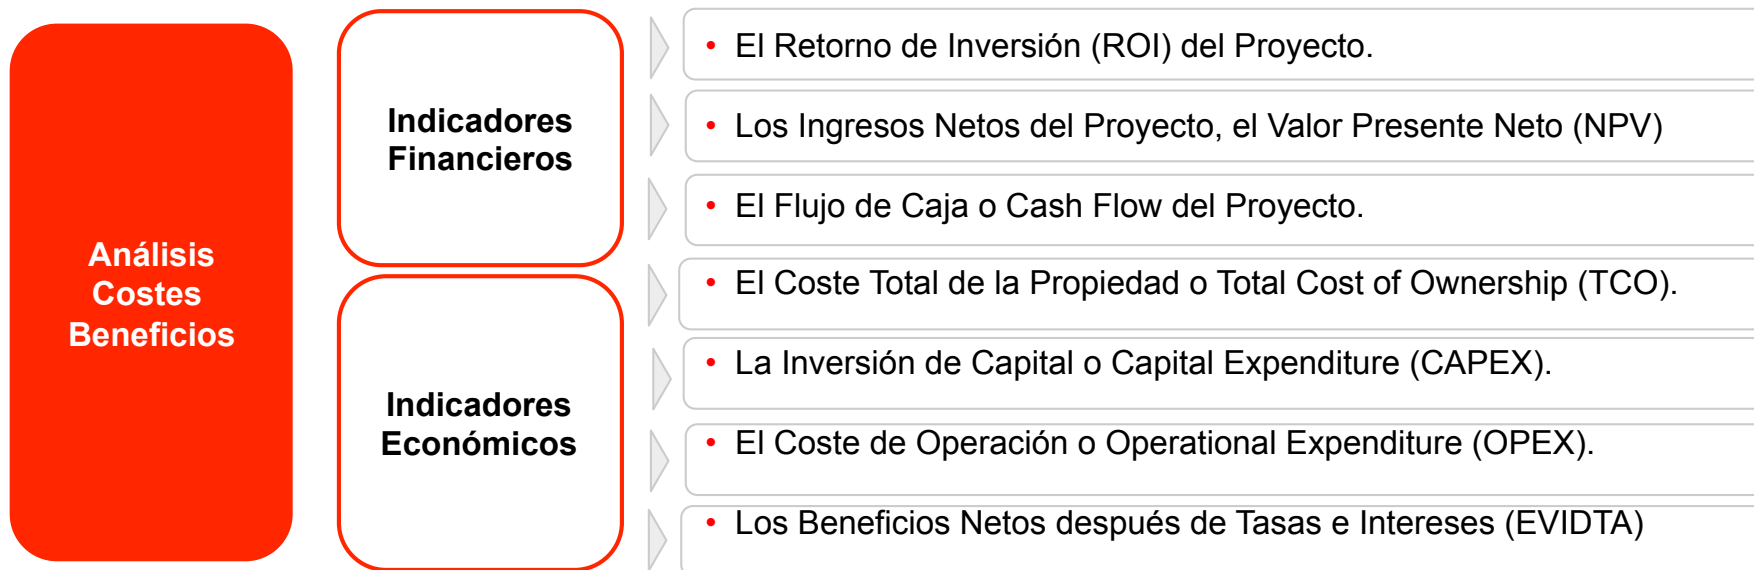 Análisis
Costes
Beneficios
Indicadores
Financieros
• El Retorno de Inversión (ROI) del Proyecto.
• Los Ingresos Netos del Proyecto, el Valor Presente Neto (NPV)
• El Flujo de Caja o Cash Flow del Proyecto.
Indicadores
Económicos
• El Coste Total de la Propiedad o Total Cost of Ownership (TCO).
• La Inversión de Capital o Capital Expenditure (CAPEX).
• El Coste de Operación o Operational Expenditure (OPEX).
• Los Beneficios Netos después de Tasas e Intereses (EVIDTA)